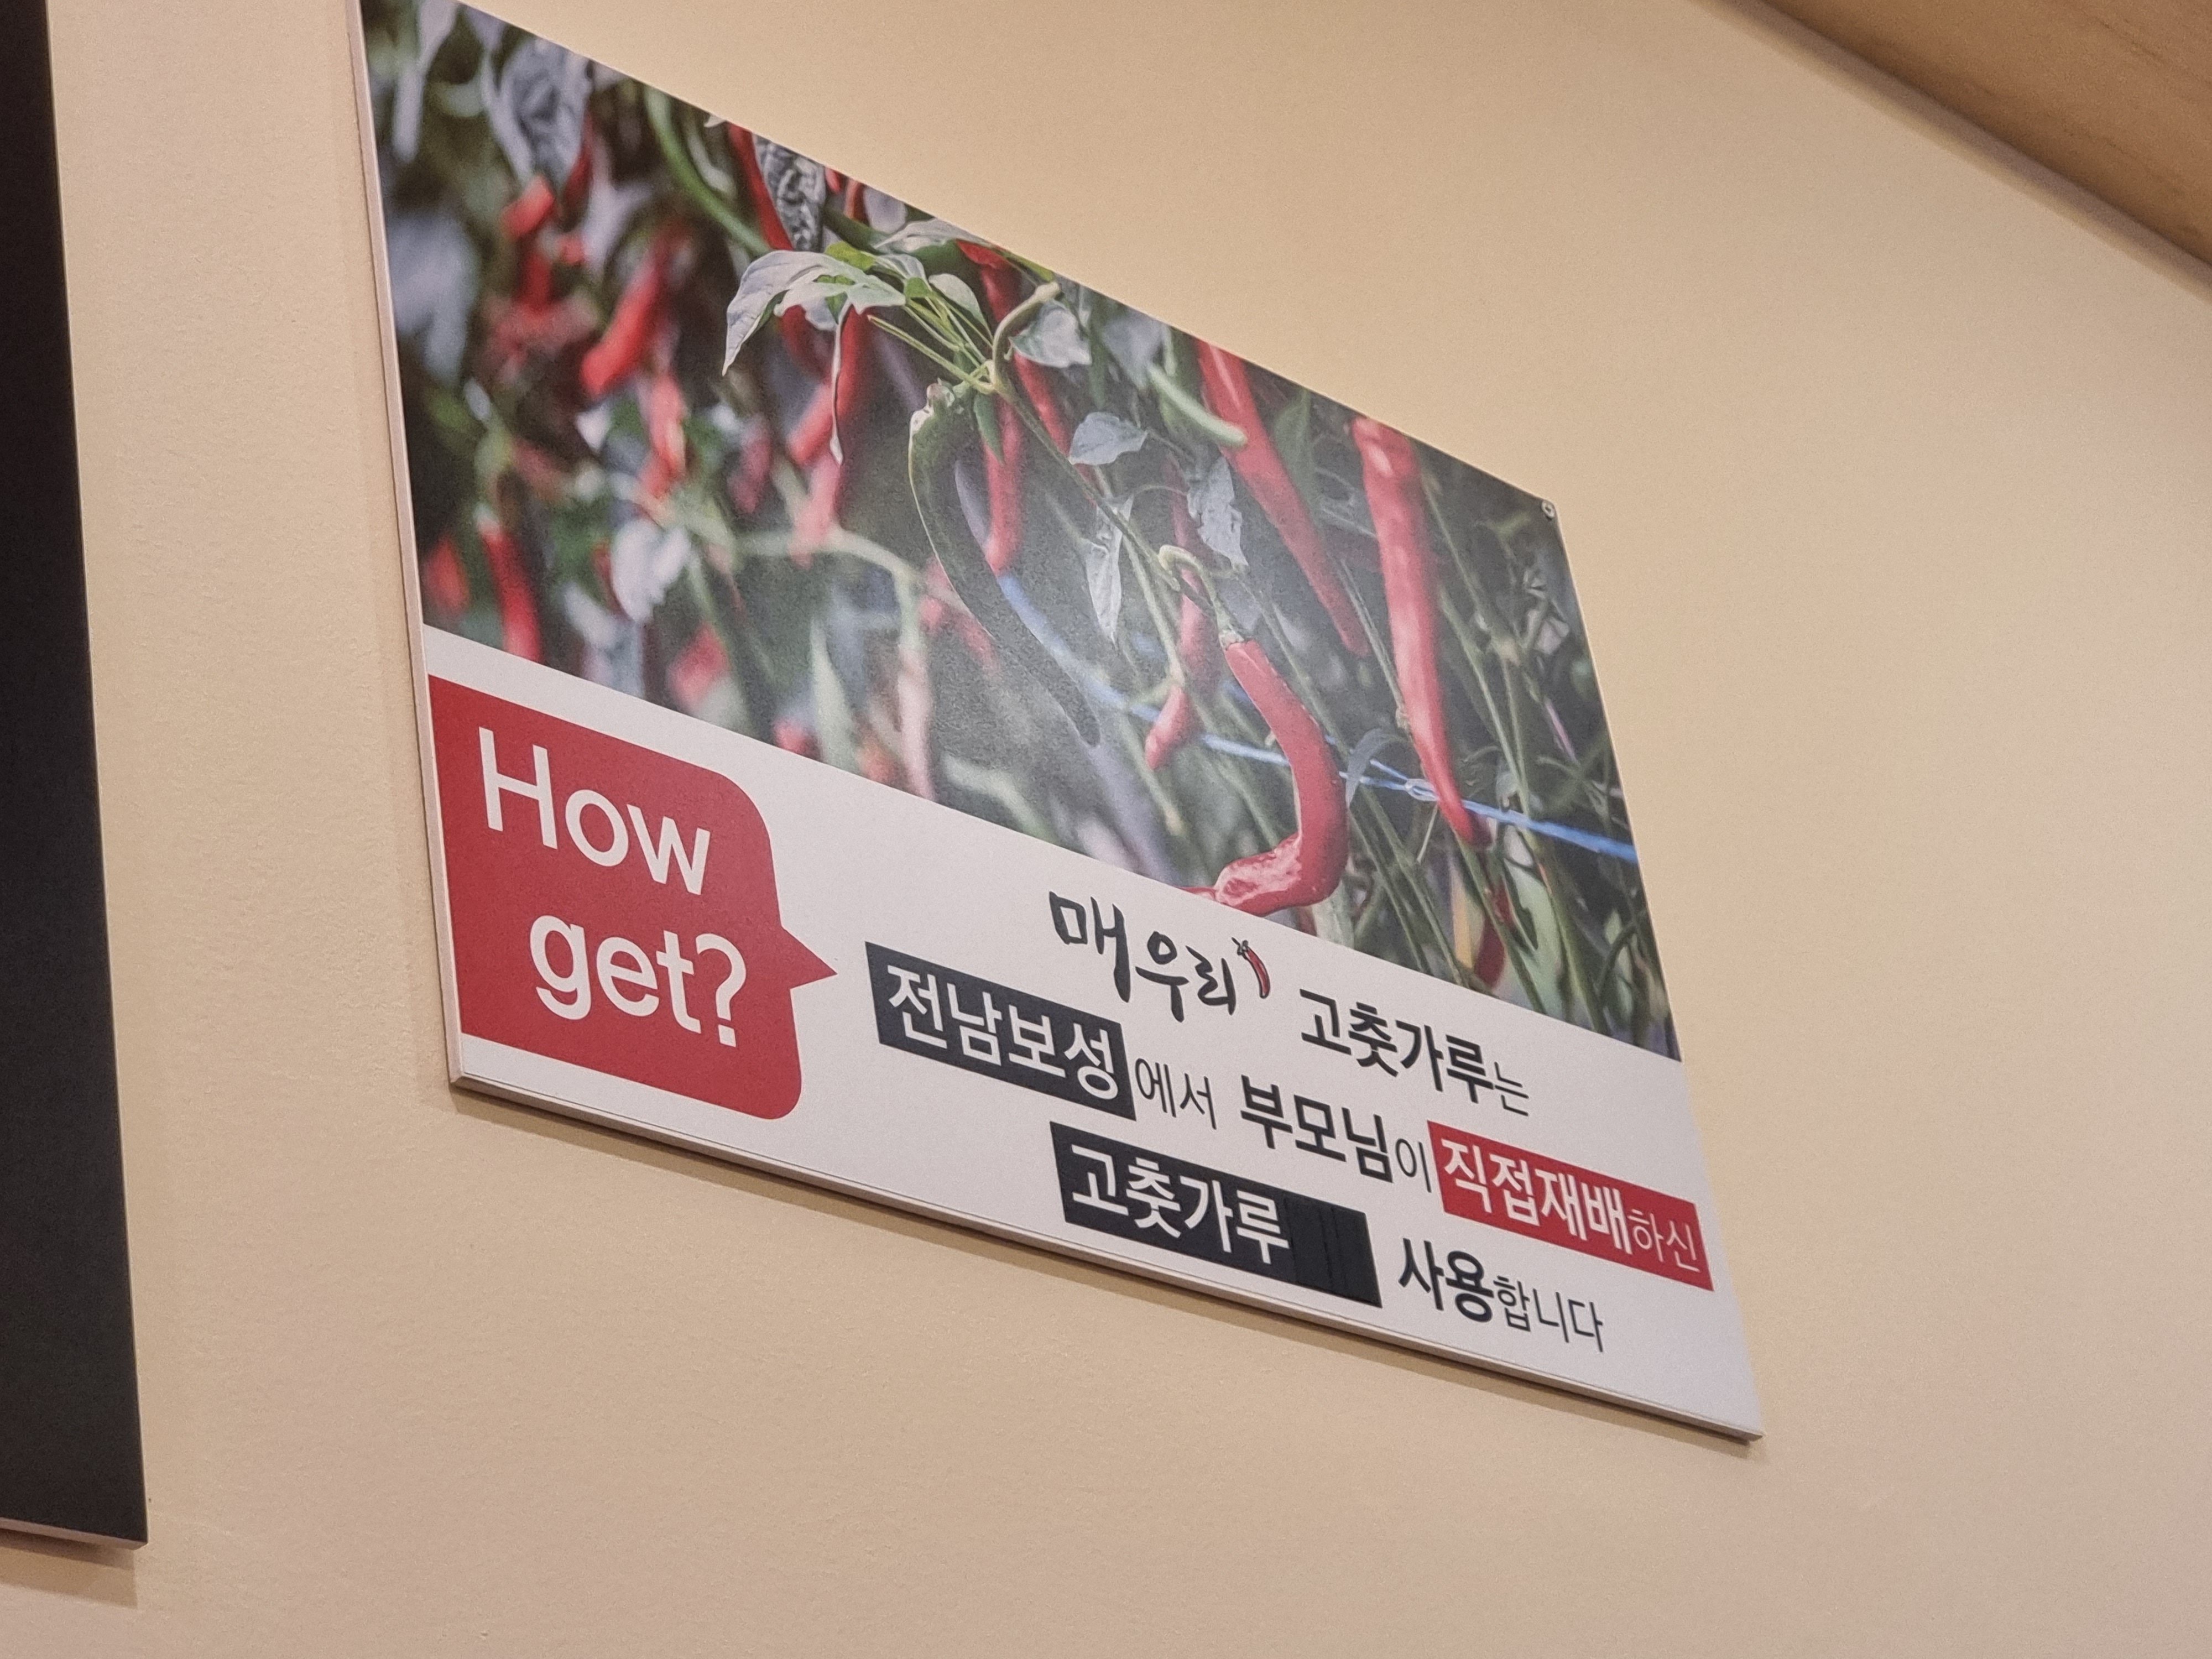 How
get?
매우리 고춧가루는
전남보성에서 부모님이 직접재배하신
고춧가루 사용합니다